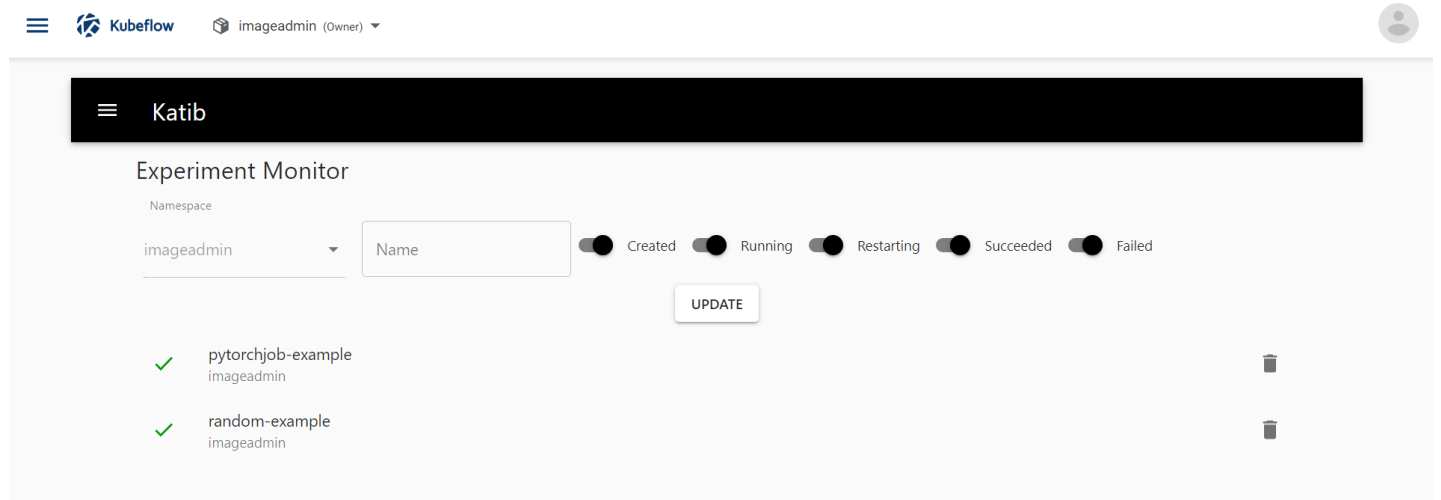 Kubeflow imageadmin (Owner)
Katib
Experiment Monitor
Namespace
imageadmin Name Created Running Restarting Succeeded Failed
UPDATE
pytorchjob-example
imageadmin
random-example
imageadmin